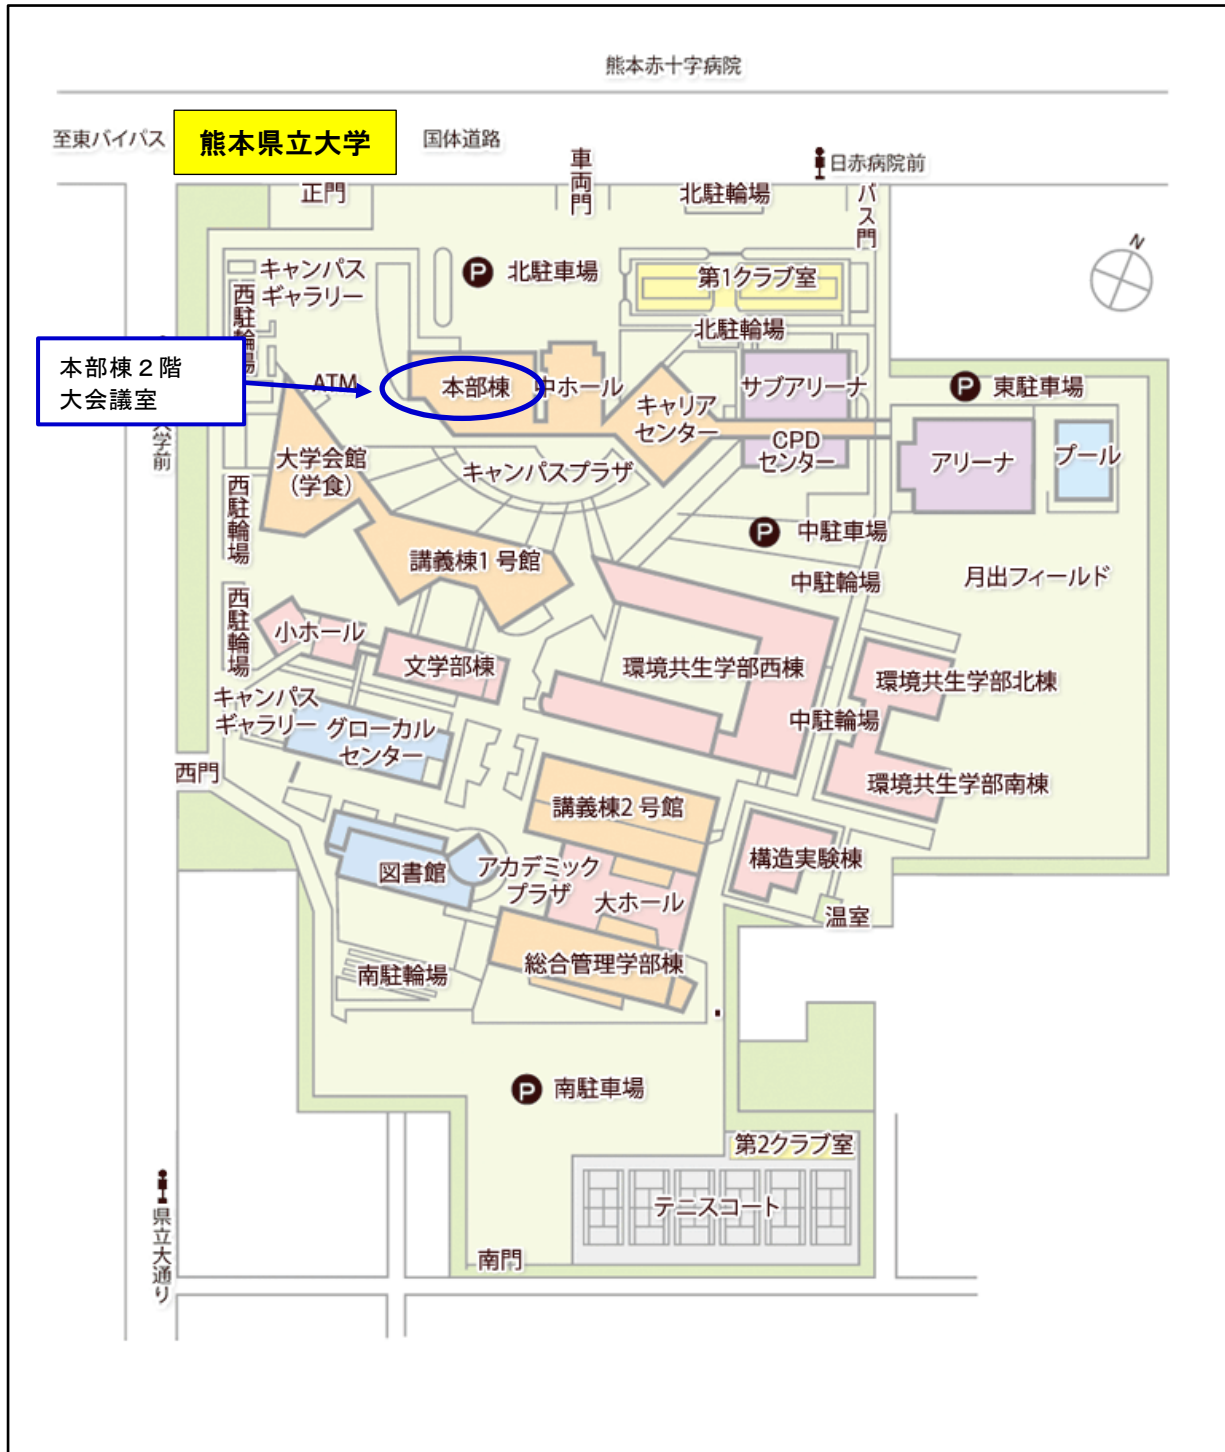 熊本赤十字病院
至東バイパス
熊本県立大学
国体道路
日赤病院前
正門
車両門
北駐輪場
バス門
N
キャンパス
ギャラリー
P 北駐車場
第1クラブ室
西駐輪場
北駐輪場
本部棟２階
大会議室
ATM
本部棟
中ホール
キャリア
センター
サブアリーナ
P 東駐車場
学前
大学会館
(学食)
キャンパスプラザ
CPD
センター
アリーナ
プール
西駐輪場
P 中駐車場
講義棟1 号館
中駐輪場
月出フィールド
西駐輪場
小ホール
文学部棟
環境共生学部西棟
環境共生学部北棟
キャンパス
ギャラリー
グローカル
センター
中駐輪場
西門
環境共生学部南棟
講義棟2 号館
図書館
アカデミック
プラザ
構造実験棟
大ホール
温室
南駐輪場
総合管理学部棟
P 南駐車場
第2クラブ室
テニスコート
県立大通り
南門